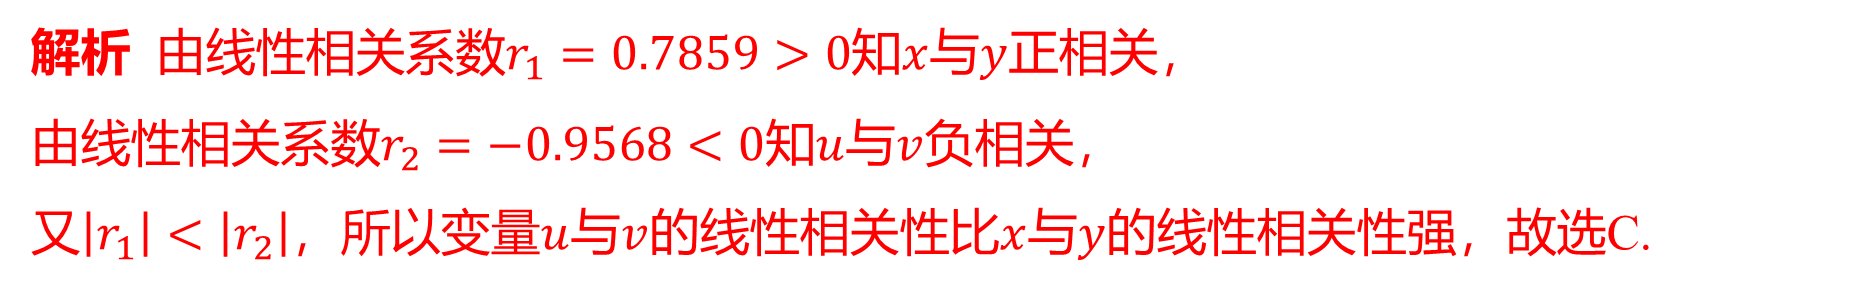 解析 由线性相关系数r₁ = 0.7859 > 0知x与y正相关，
由线性相关系数r₂ = −0.9568 < 0知u与v负相关，
又|r₁| < |r₂|，所以变量u与v的线性相关性比x与y的线性相关性强，故选C.